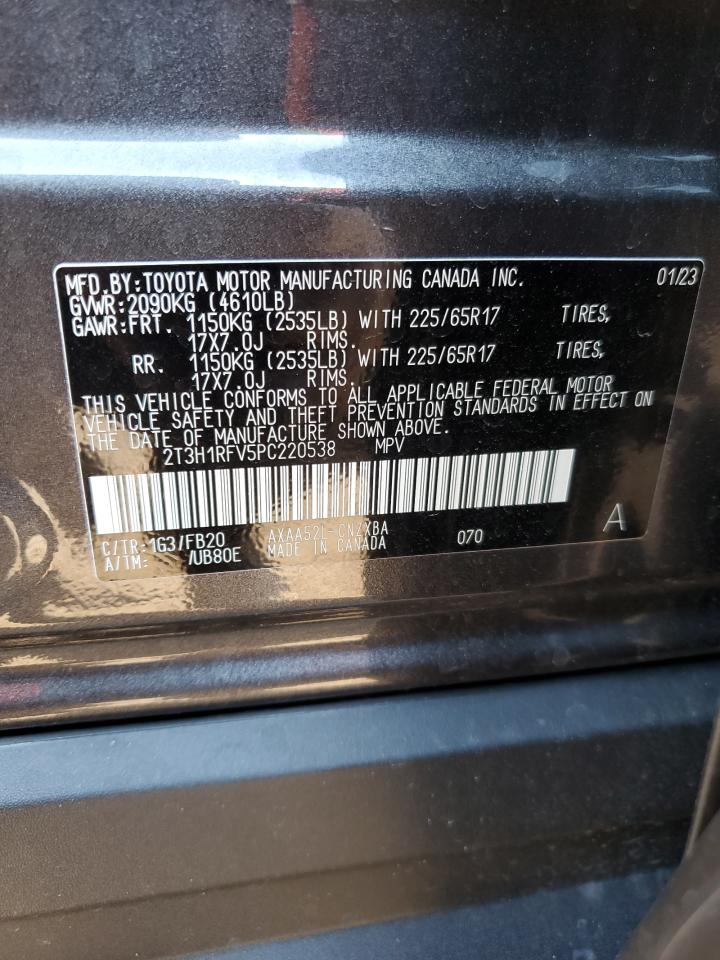 MFD.BY:TOYOTA MOTOR MANUFACTURING CANADA INC. 01/23
GVWR:2090KG (4610LB)
GAWR:FRT. 1150KG (2535LB) WITH 225/65R17 TIRES,
17X7.0J RIMS.
RR. 1150KG (2535LB) WITH 225/65R17 TIRES,
17X7.0J RIMS.
THIS VEHICLE CONFORMS TO ALL APPLICABLE FEDERAL MOTOR
VEHICLE SAFETY AND THEFT PREVENTION STANDARDS IN EFFECT ON
THE DATE OF MANUFACTURE SHOWN ABOVE.
2T3H1RFV5PC220538 MPV
C/TR:1G3/FB20 AXAA52L-CNZXBA 070 A
A/TM: /UB80E MADE IN CANADA